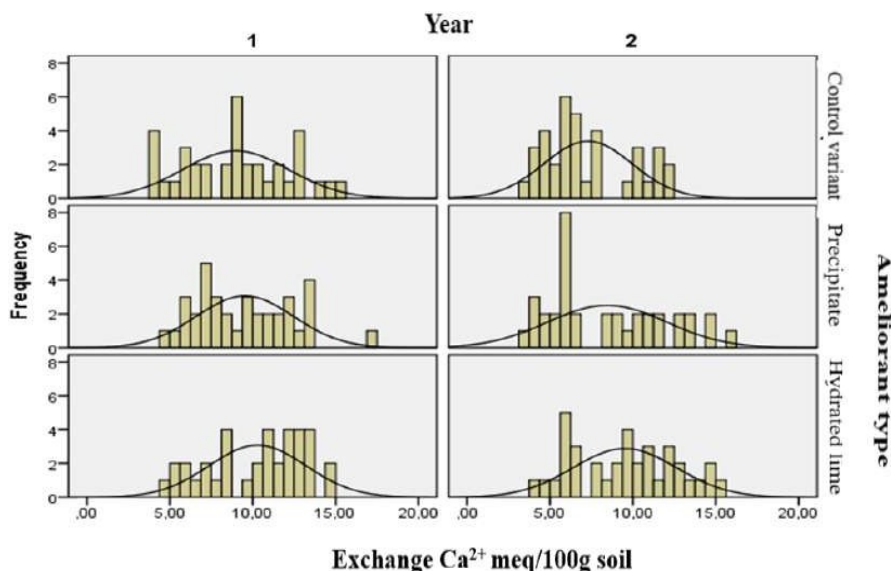 Year
1
2
8
6
4
2
0
Control variant
8
6
4
2
0
Precipitate
Frequency
Ameliorant type
8
6
4
2
0
Hydrated lime
,00 5,00 10,00 15,00 20,00 ,00 5,00 10,00 15,00 20,00
Exchange Ca²⁺ meq/100g soil